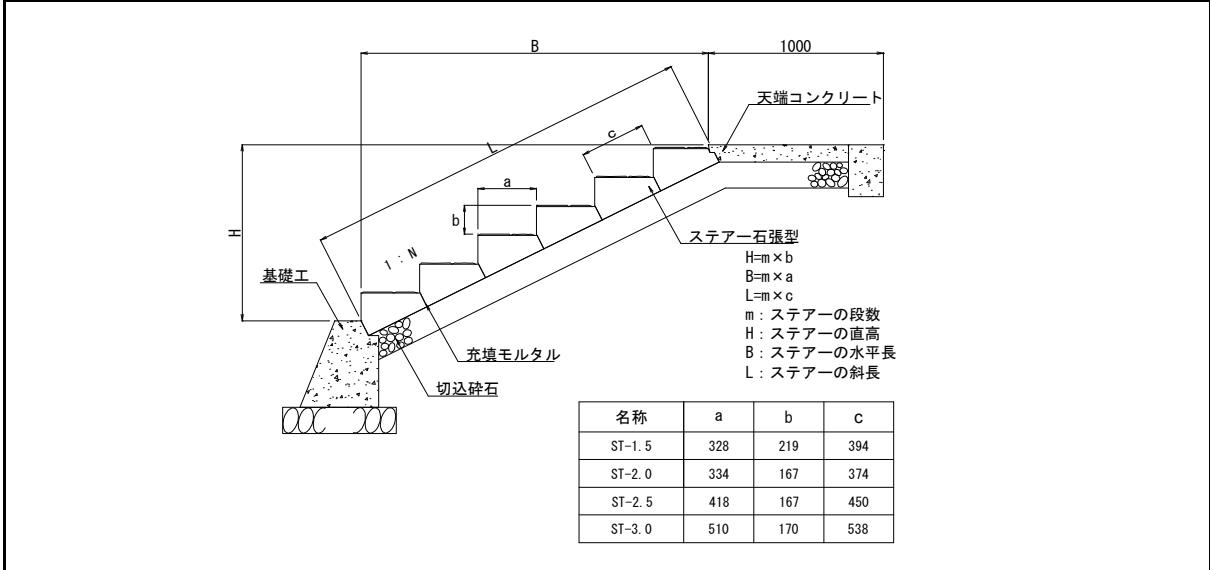 B
1000
天端コンクリート
L
c
a
b
H
1：N
ステアー石張型
基礎工
H=m×b
B=m×a
L=m×c
m：ステアーの段数
H：ステアーの直高
B：ステアーの水平長
L：ステアーの斜長
充填モルタル
切込砕石
名称 a b c
ST-1.5 328 219 394
ST-2.0 334 167 374
ST-2.5 418 167 450
ST-3.0 510 170 538